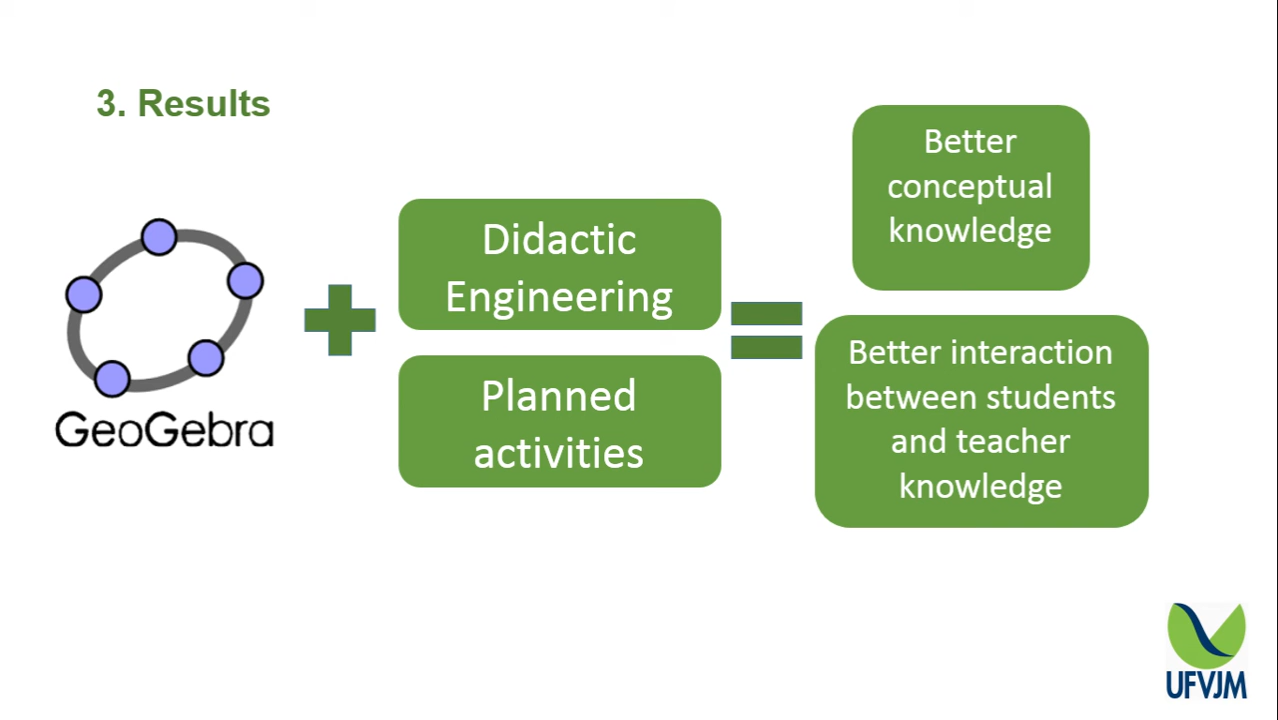 3. Results
GeoGebra
Didactic
Engineering
Planned
activities
Better
conceptual
knowledge
Better interaction
between students
and teacher
knowledge
UFVJM